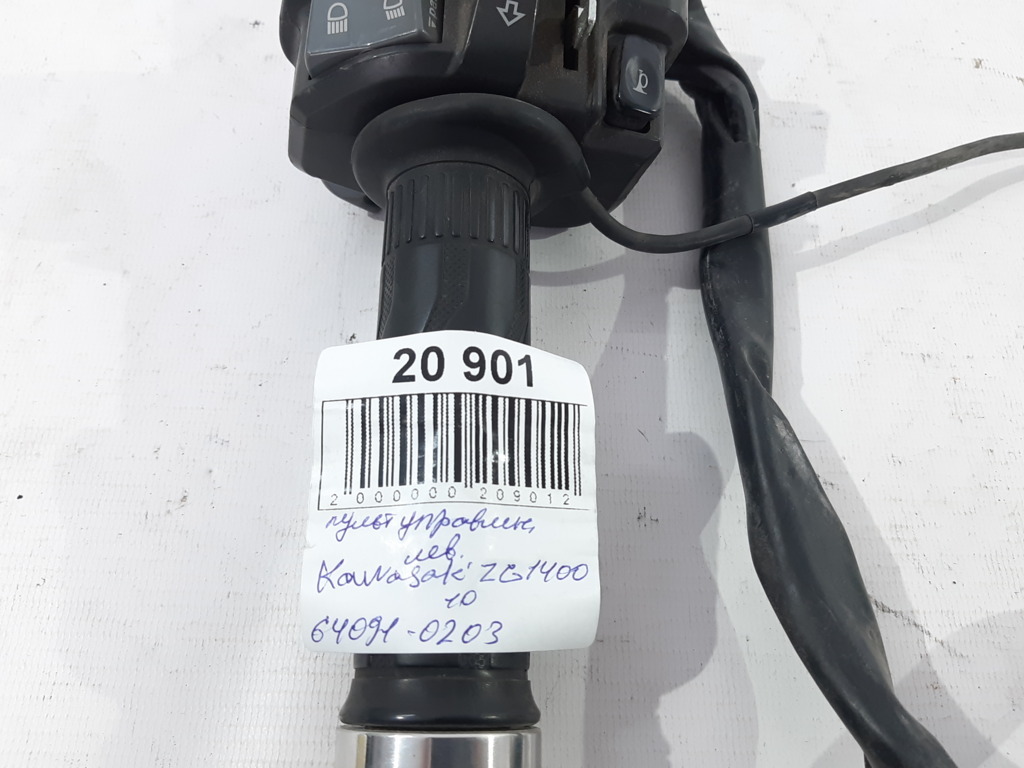 20 901
2 000000 209012
пульт управлен,
лев.
Kawasaki ZG1400
10
64091-0203